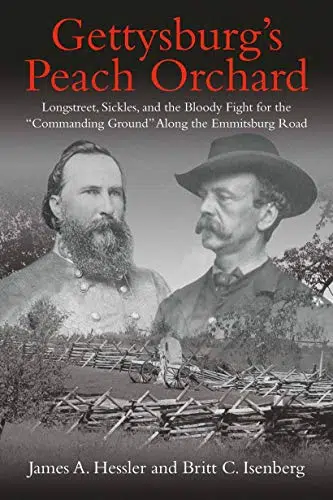 Gettysburg's
Peach Orchard
Longstreet, Sickles, and the Bloody Fight for the
“Commanding Ground” Along the Emmitsburg Road
James A. Hessler and Britt C. Isenberg